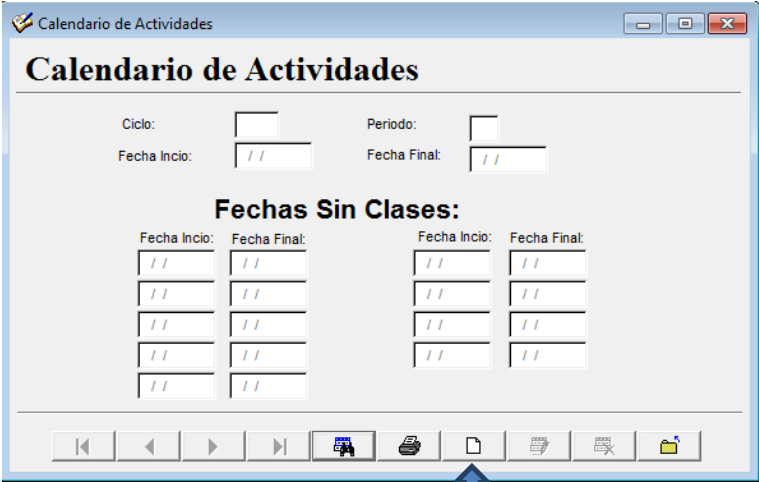 Calendario de Actividades
Calendario de Actividades
Ciclo: Periodo:
Fecha Incio: / / Fecha Final: / /
Fechas Sin Clases:
Fecha Incio: Fecha Final: Fecha Incio: Fecha Final:
/ / / / / / / /
/ / / / / / / /
/ / / / / / / /
/ / / / / / / /
/ / / /